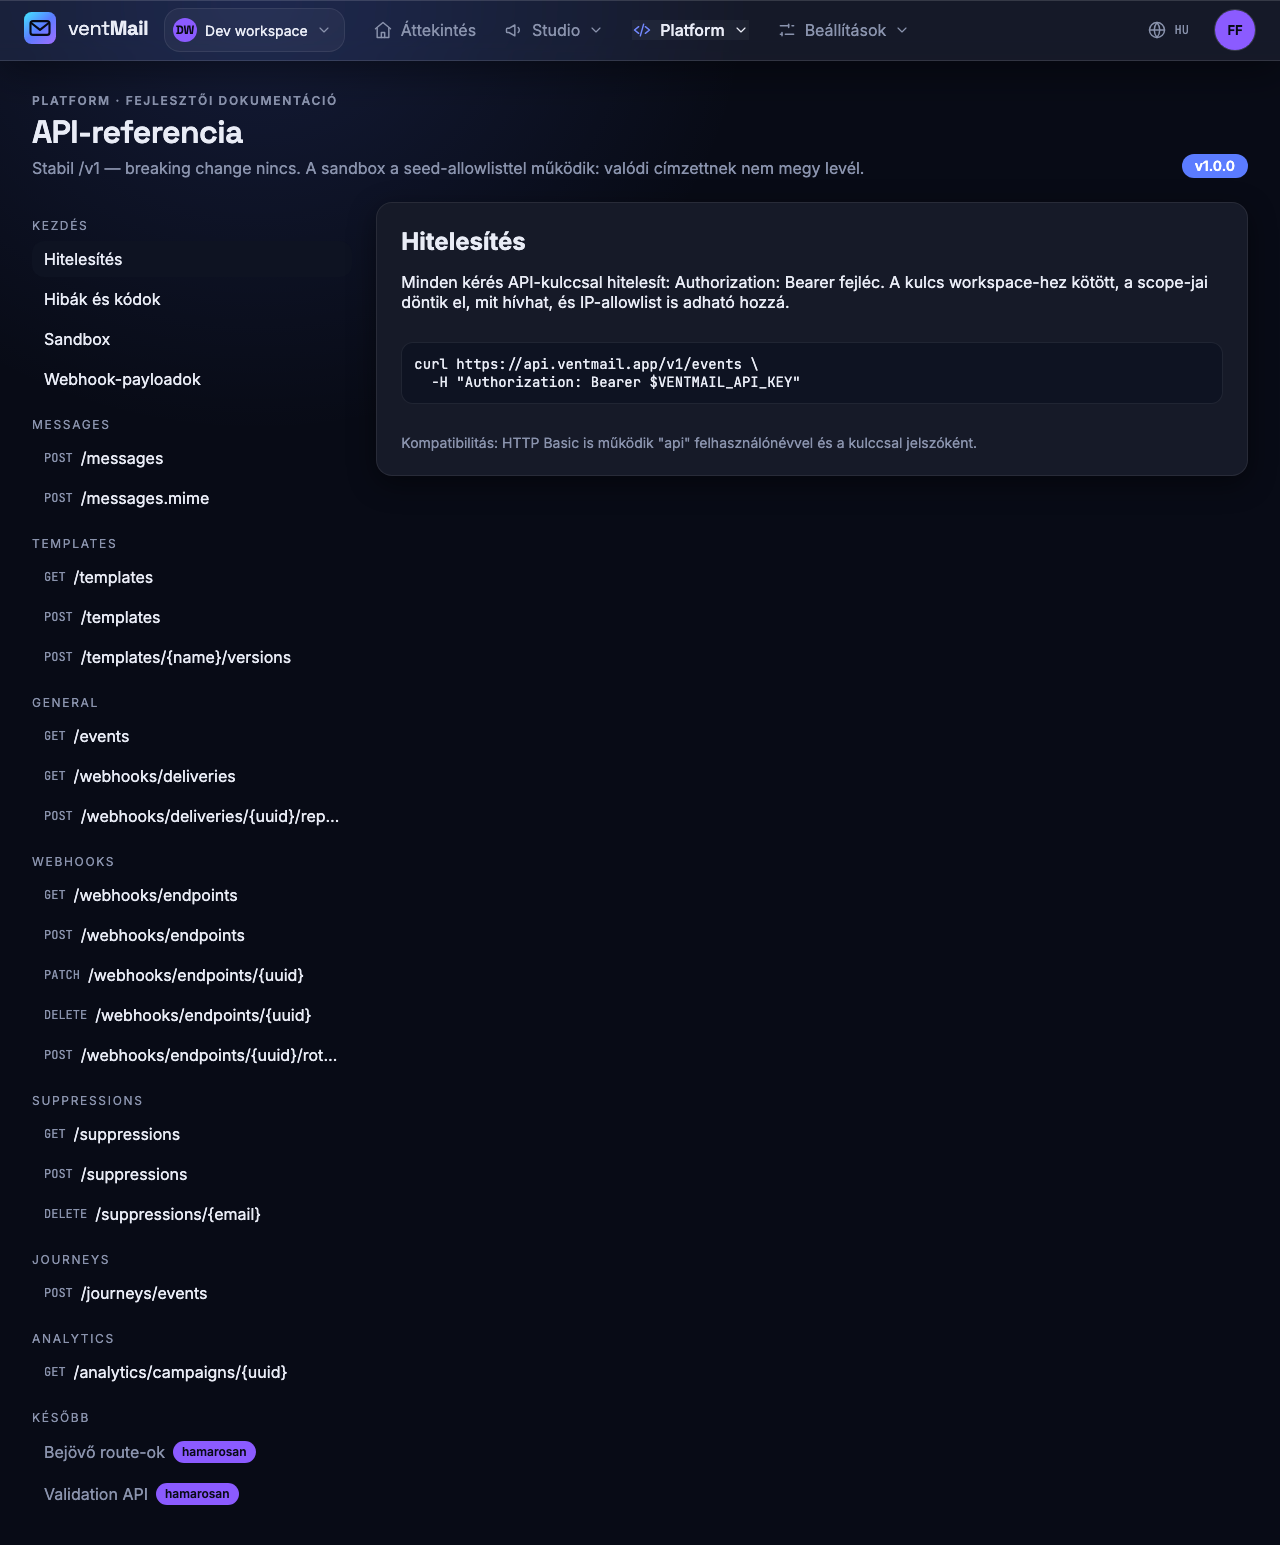 ventMail
DW Dev workspace
Áttekintés
Studio
Platform
Beállítások
HU
FF
PLATFORM · FEJLESZTŐI DOKUMENTÁCIÓ
API-referencia
Stabil /v1 — breaking change nincs. A sandbox a seed-allowlisttel működik: valódi címzettnek nem megy levél.
v1.0.0
KEZDÉS
Hitelesítés
Hibák és kódok
Sandbox
Webhook-payloadok
MESSAGES
POST /messages
POST /messages.mime
TEMPLATES
GET /templates
POST /templates
POST /templates/{name}/versions
GENERAL
GET /events
GET /webhooks/deliveries
POST /webhooks/deliveries/{uuid}/rep...
WEBHOOKS
GET /webhooks/endpoints
POST /webhooks/endpoints
PATCH /webhooks/endpoints/{uuid}
DELETE /webhooks/endpoints/{uuid}
POST /webhooks/endpoints/{uuid}/rot...
SUPPRESSIONS
GET /suppressions
POST /suppressions
DELETE /suppressions/{email}
JOURNEYS
POST /journeys/events
ANALYTICS
GET /analytics/campaigns/{uuid}
KÉSŐBB
Bejövő route-ok hamarosan
Validation API hamarosan
Hitelesítés
Minden kérés API-kulccsal hitelesít: Authorization: Bearer fejléc. A kulcs workspace-hez kötött, a scope-jai
döntik el, mit hívhat, és IP-allowlist is adható hozzá.
curl https://api.ventmail.app/v1/events \
-H "Authorization: Bearer $VENTMAIL_API_KEY"
Kompatibilitás: HTTP Basic is működik "api" felhasználónévvel és a kulccsal jelszóként.